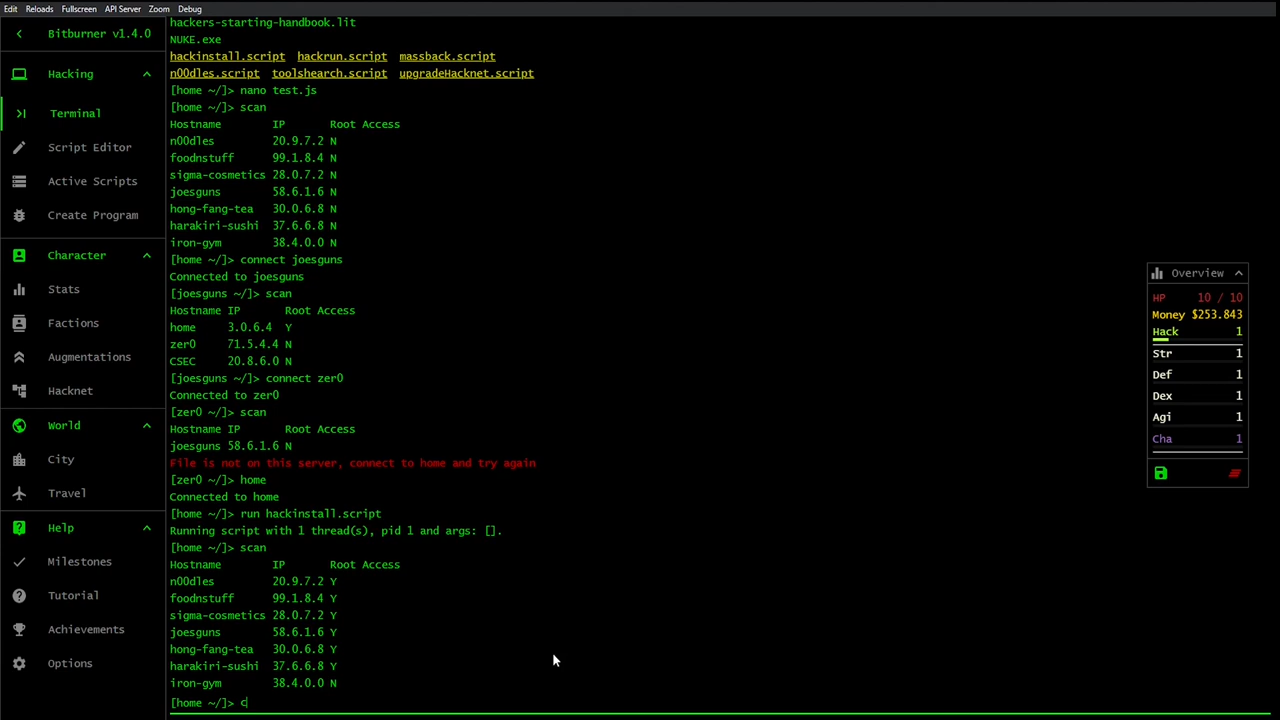 Edit Reloads Fullscreen API Server Zoom Debug
Bitburner v1.4.0
Hacking
Terminal
Script Editor
Active Scripts
Create Program
Character
Stats
Factions
Augmentations
Hacknet
World
City
Travel
Help
Milestones
Tutorial
Achievements
Options
hackers-starting-handbook.lit
NUKE.exe
hackinstall.script hackrun.script massback.script
n00dles.script toolshearch.script upgradeHacknet.script
[home ~/]> nano test.js
[home ~/]> scan
Hostname IP Root Access
n00dles 20.9.7.2 N
foodnstuff 99.1.8.4 N
sigma-cosmetics 28.0.7.2 N
joesguns 58.6.1.6 N
hong-fang-tea 30.0.6.8 N
harakiri-sushi 37.6.6.8 N
iron-gym 38.4.0.0 N
[home ~/]> connect joesguns
Connected to joesguns
[joesguns ~/]> scan
Hostname IP Root Access
home 3.0.6.4 Y
zer0 71.5.4.4 N
CSEC 20.8.6.0 N
[joesguns ~/]> connect zer0
Connected to zer0
[zer0 ~/]> scan
Hostname IP Root Access
joesguns 58.6.1.6 N
File is not on this server, connect to home and try again
[zer0 ~/]> home
Connected to home
[home ~/]> run hackinstall.script
Running script with 1 thread(s), pid 1 and args: [].
[home ~/]> scan
Hostname IP Root Access
n00dles 20.9.7.2 Y
foodnstuff 99.1.8.4 Y
sigma-cosmetics 28.0.7.2 Y
joesguns 58.6.1.6 Y
hong-fang-tea 30.0.6.8 Y
harakiri-sushi 37.6.6.8 Y
iron-gym 38.4.0.0 N
[home ~/]> c
Overview
HP 10 / 10
Money $253.843
Hack 1
Str 1
Def 1
Dex 1
Agi 1
Cha 1